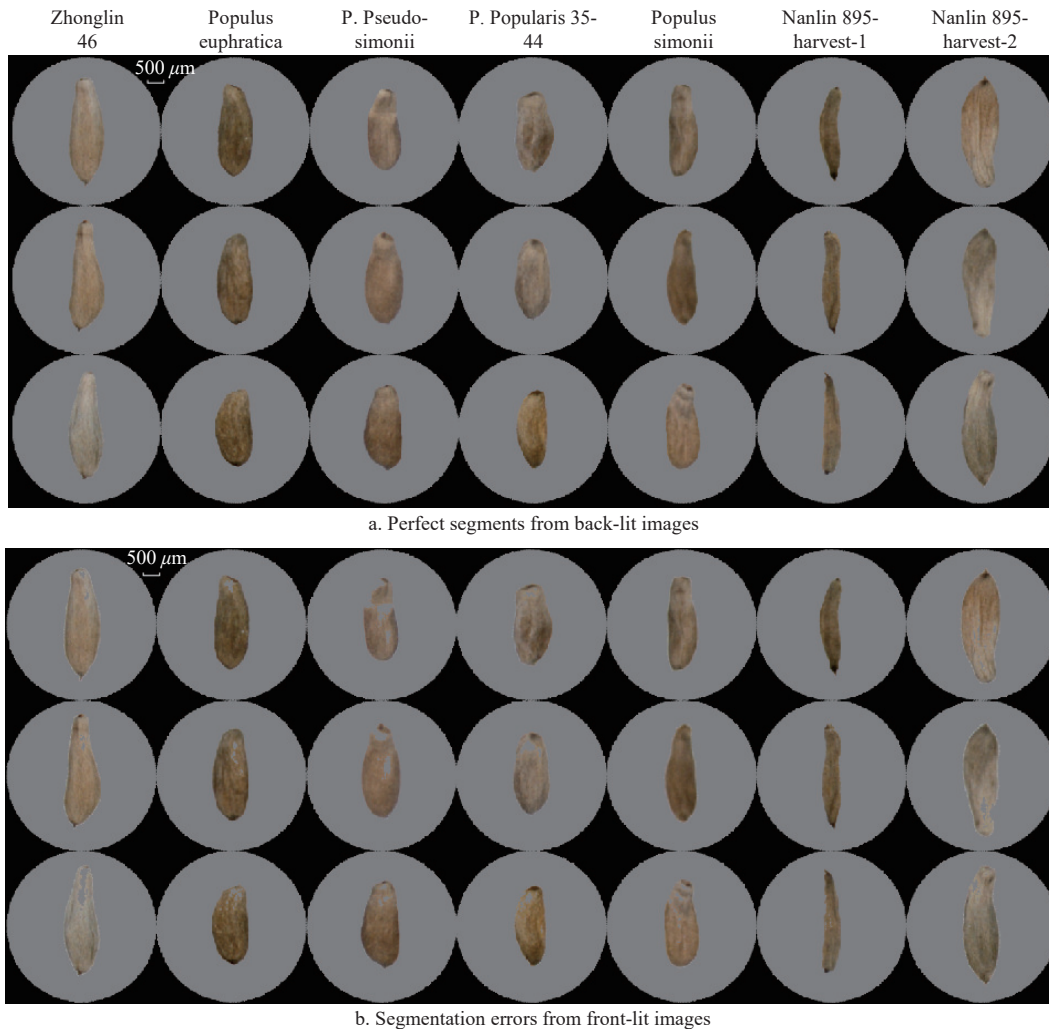 Zhonglin Populus P. Pseudo- P. Popularis 35- Populus Nanlin 895- Nanlin 895-
46 euphratica simonii 44 simonii harvest-1 harvest-2
500 μm
a. Perfect segments from back-lit images
500 μm
b. Segmentation errors from front-lit images